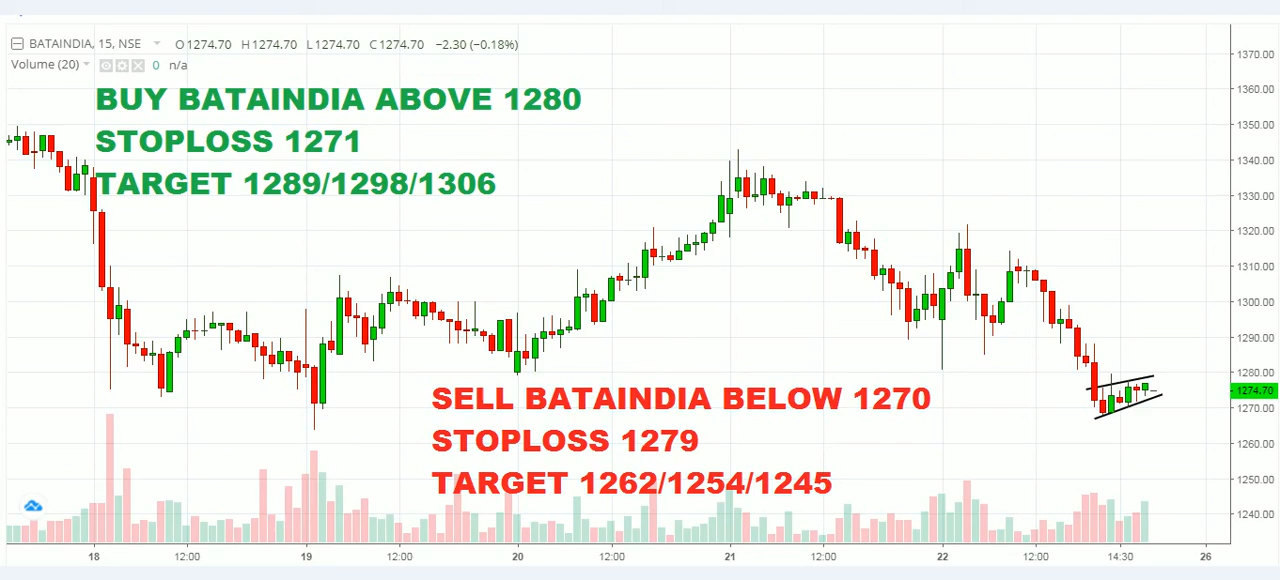 BATAINDIA, 15, NSE O 1274.70 H 1274.70 L 1274.70 C 1274.70 −2.30 (−0.18%)
Volume (20) 0 n/a
BUY BATAINDIA ABOVE 1280
STOPLOSS 1271
TARGET 1289/1298/1306
SELL BATAINDIA BELOW 1270
STOPLOSS 1279
TARGET 1262/1254/1245
1370.00
1360.00
1350.00
1340.00
1330.00
1320.00
1310.00
1300.00
1290.00
1280.00
1274.70
1270.00
1260.00
1250.00
1240.00
18 12:00 19 12:00 20 12:00 21 12:00 22 12:00 14:30 26